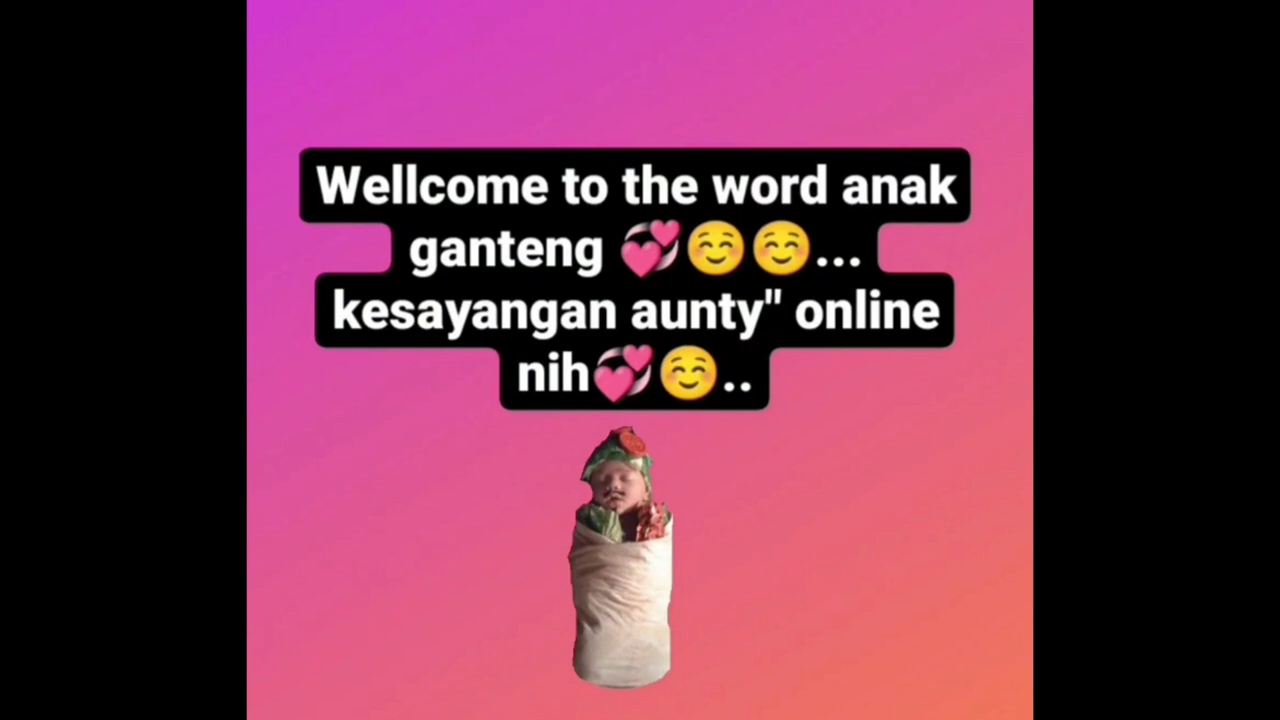 Wellcome to the word anak
ganteng 💞☺️☺️...
kesayangan aunty" online
nih💞☺️..